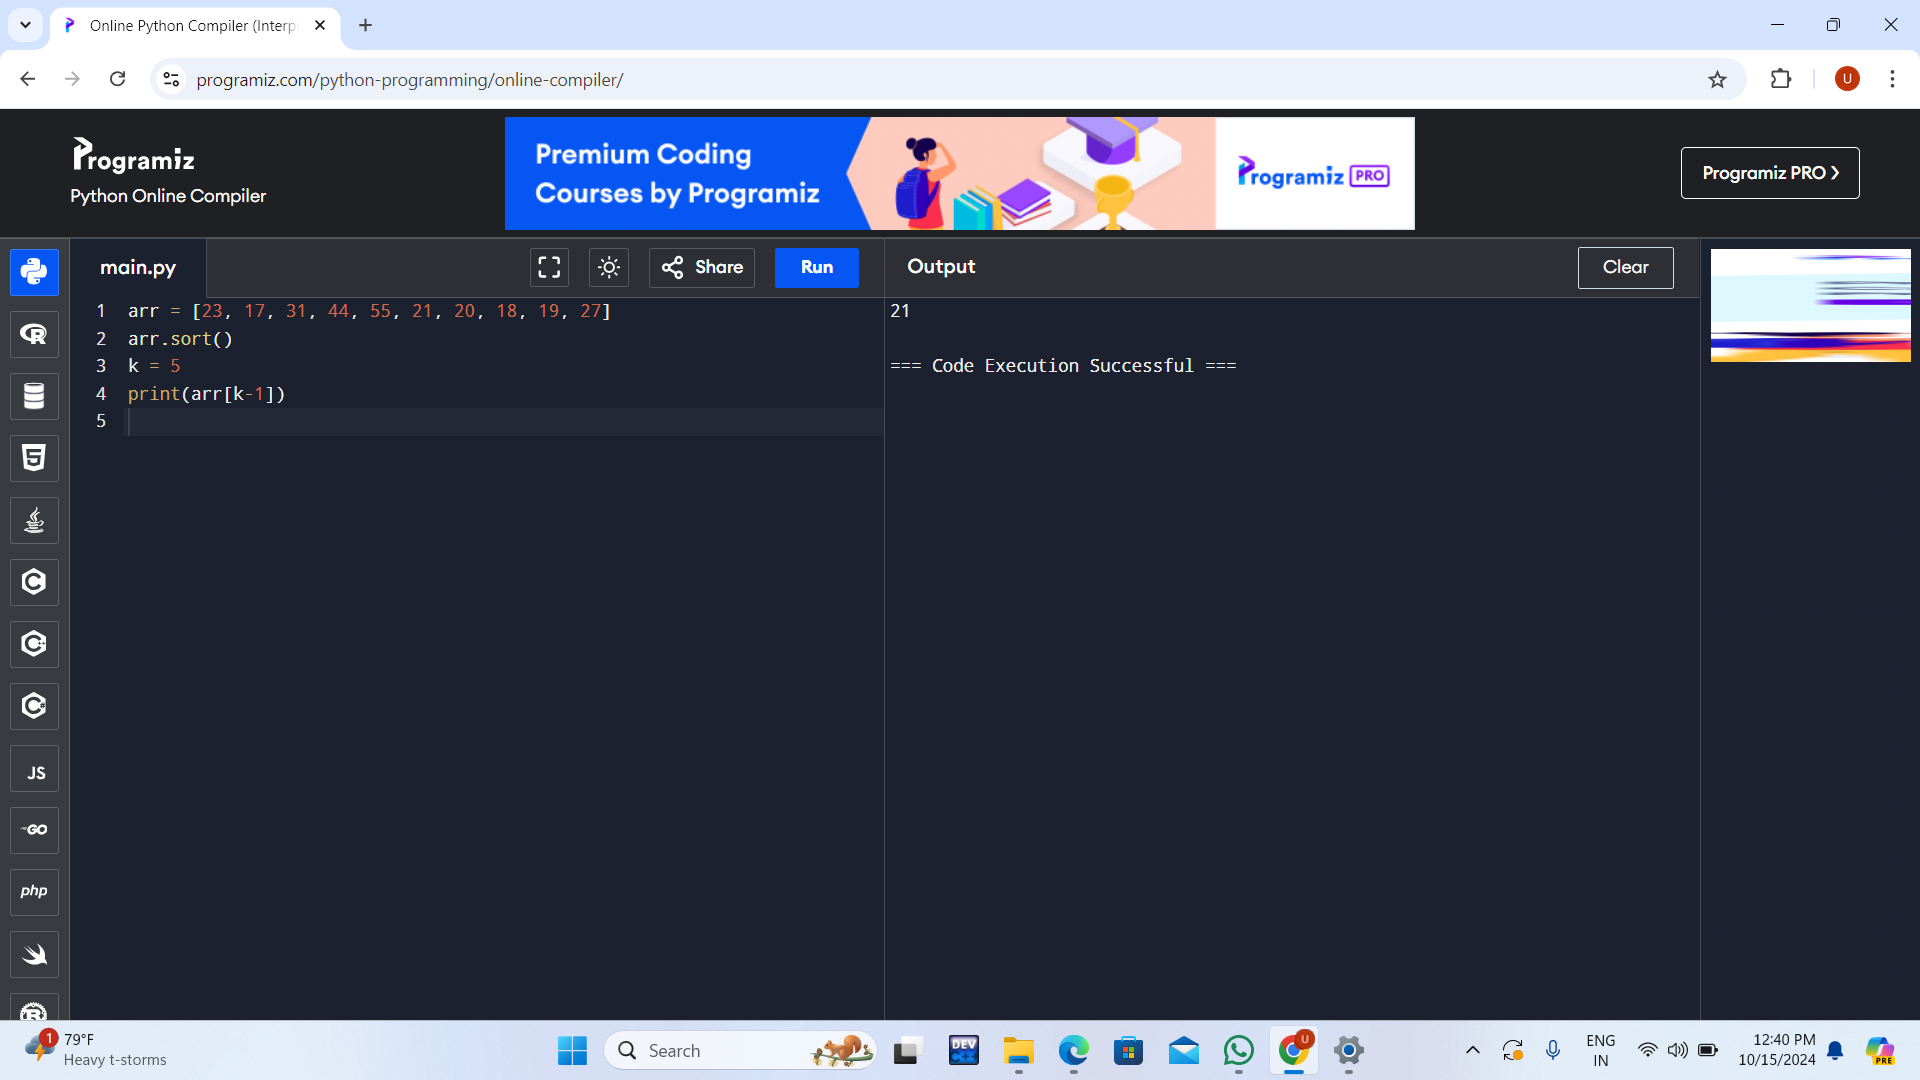 Online Python Compiler (Interp
programiz.com/python-programming/online-compiler/
U
Programiz
Python Online Compiler
Premium Coding
Courses by Programiz
Programiz PRO
Programiz PRO
main.py
Share
Run
Output
Clear
1 arr = [23, 17, 31, 44, 55, 21, 20, 18, 19, 27]
2 arr.sort()
3 k = 5
4 print(arr[k-1])
5
21
=== Code Execution Successful ===
JS
GO
php
1
79°F
Heavy t-storms
Search
DEV
C++
U
ENG
IN
12:40 PM
10/15/2024
PRE